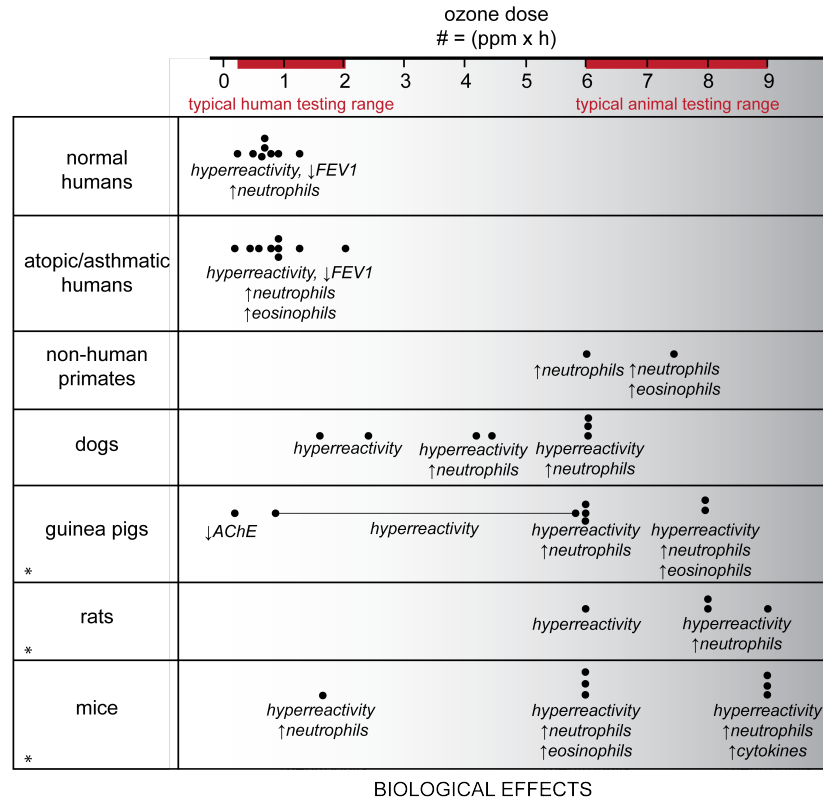 ozone dose
# = (ppm x h)
0 1 2 3 4 5 6 7 8 9
typical human testing range typical animal testing range
normal
humans
hyperreactivity, ↓FEV1
↑neutrophils
atopic/asthmatic
humans
hyperreactivity, ↓FEV1
↑neutrophils
↑eosinophils
non-human
primates
↑neutrophils ↑neutrophils
↑eosinophils
dogs
hyperreactivity hyperreactivity hyperreactivity
↑neutrophils ↑neutrophils
guinea pigs
*
↓AChE hyperreactivity hyperreactivity hyperreactivity
↑neutrophils ↑neutrophils
↑eosinophils
rats
*
hyperreactivity hyperreactivity
↑neutrophils
mice
*
hyperreactivity hyperreactivity hyperreactivity
↑neutrophils ↑neutrophils ↑neutrophils
↑eosinophils ↑cytokines
BIOLOGICAL EFFECTS